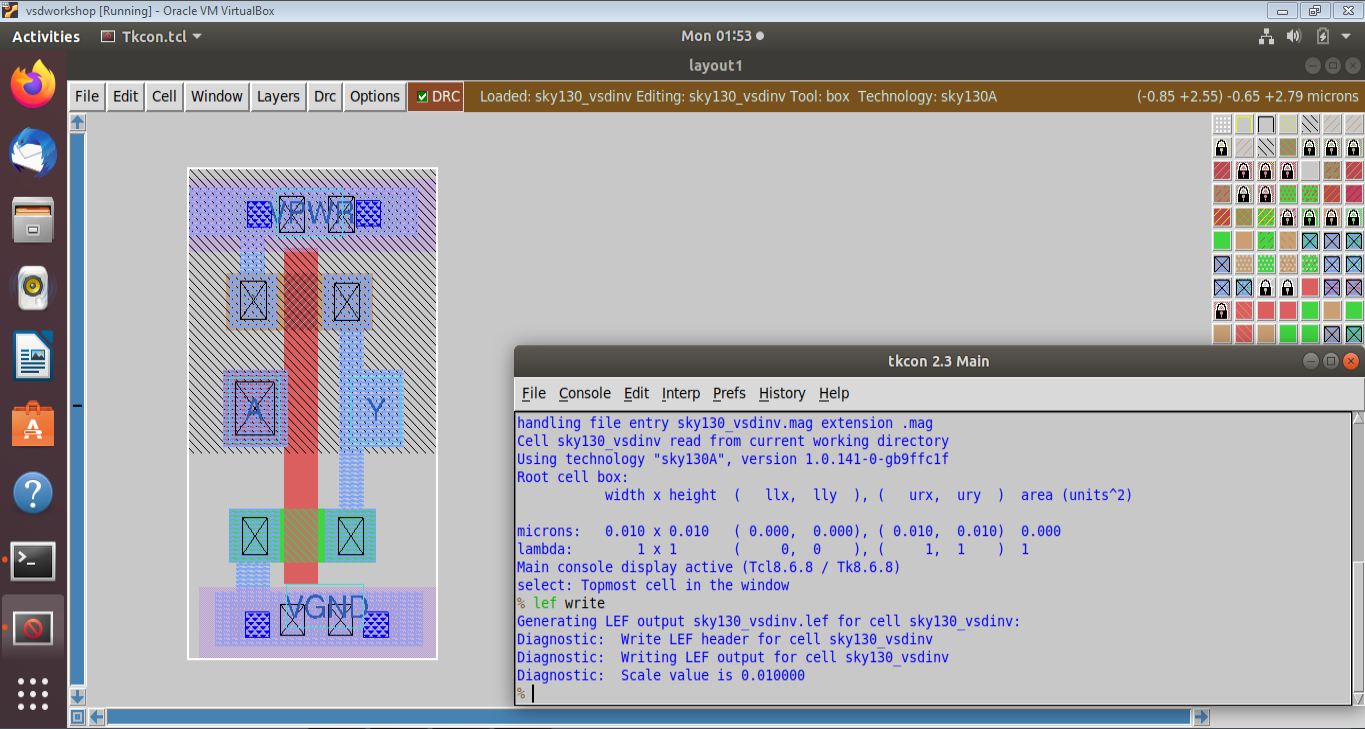 vsdworkshop [Running] - Oracle VM VirtualBox
Activities Tkcon.tcl Mon 01:53
layout1
File Edit Cell Window Layers Drc Options DRC Loaded: sky130_vsdinv Editing: sky130_vsdinv Tool: box Technology: sky130A (-0.85 +2.55) -0.65 +2.79 microns
VPWR
A Y
VGND
tkcon 2.3 Main
File Console Edit Interp Prefs History Help
handling file entry sky130_vsdinv.mag extension .mag
Cell sky130_vsdinv read from current working directory
Using technology "sky130A", version 1.0.141-0-gb9ffc1f
Root cell box:
width x height ( llx, lly ), ( urx, ury ) area (units^2)
microns: 0.010 x 0.010 ( 0.000, 0.000), ( 0.010, 0.010) 0.000
lambda: 1 x 1 ( 0, 0 ), ( 1, 1 ) 1
Main console display active (Tcl8.6.8 / Tk8.6.8)
select: Topmost cell in the window
% lef write
Generating LEF output sky130_vsdinv.lef for cell sky130_vsdinv:
Diagnostic: Write LEF header for cell sky130_vsdinv
Diagnostic: Writing LEF output for cell sky130_vsdinv
Diagnostic: Scale value is 0.010000
%